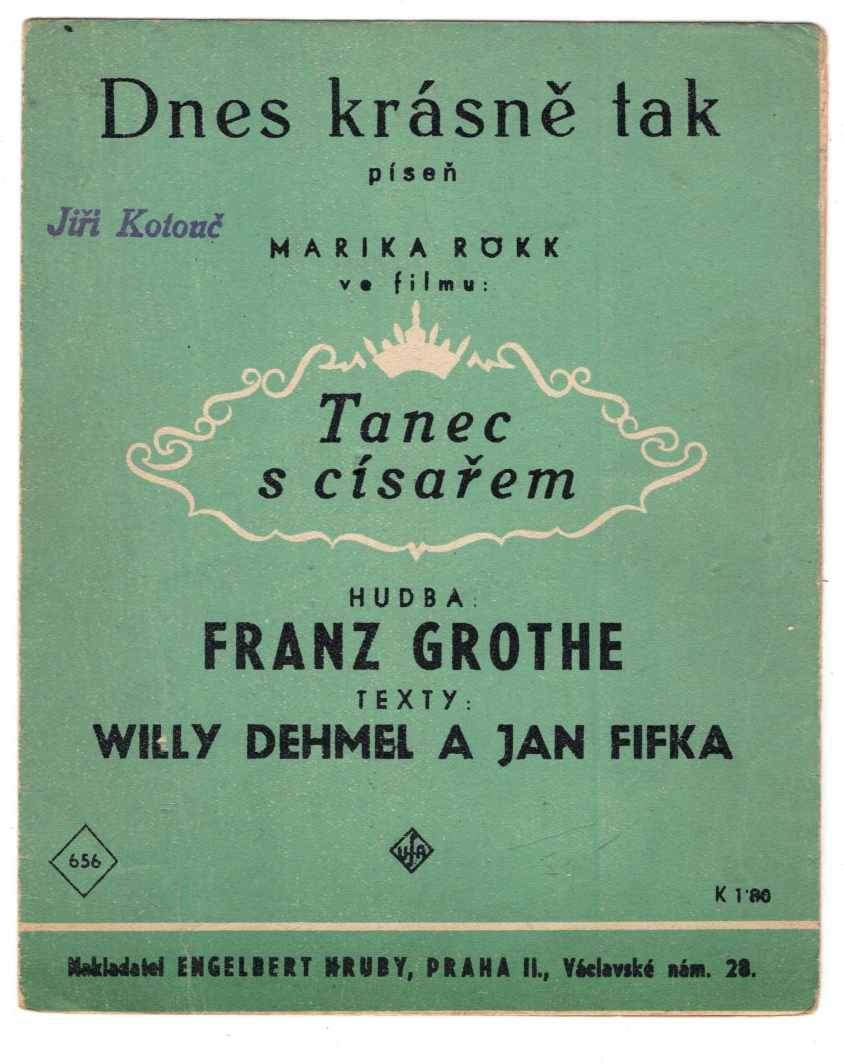 Dnes krásně tak
píseň
Jiří Kotouč
MARIKA RÖKK
ve filmu:
Tanec
s císařem
HUDBA:
FRANZ GROTHE
TEXTY:
WILLY DEHMEL A JAN FIFKA
656
UFA
K 1·80
Nakladatel ENGELBERT HRUBY, PRAHA II., Václavské nám. 28.